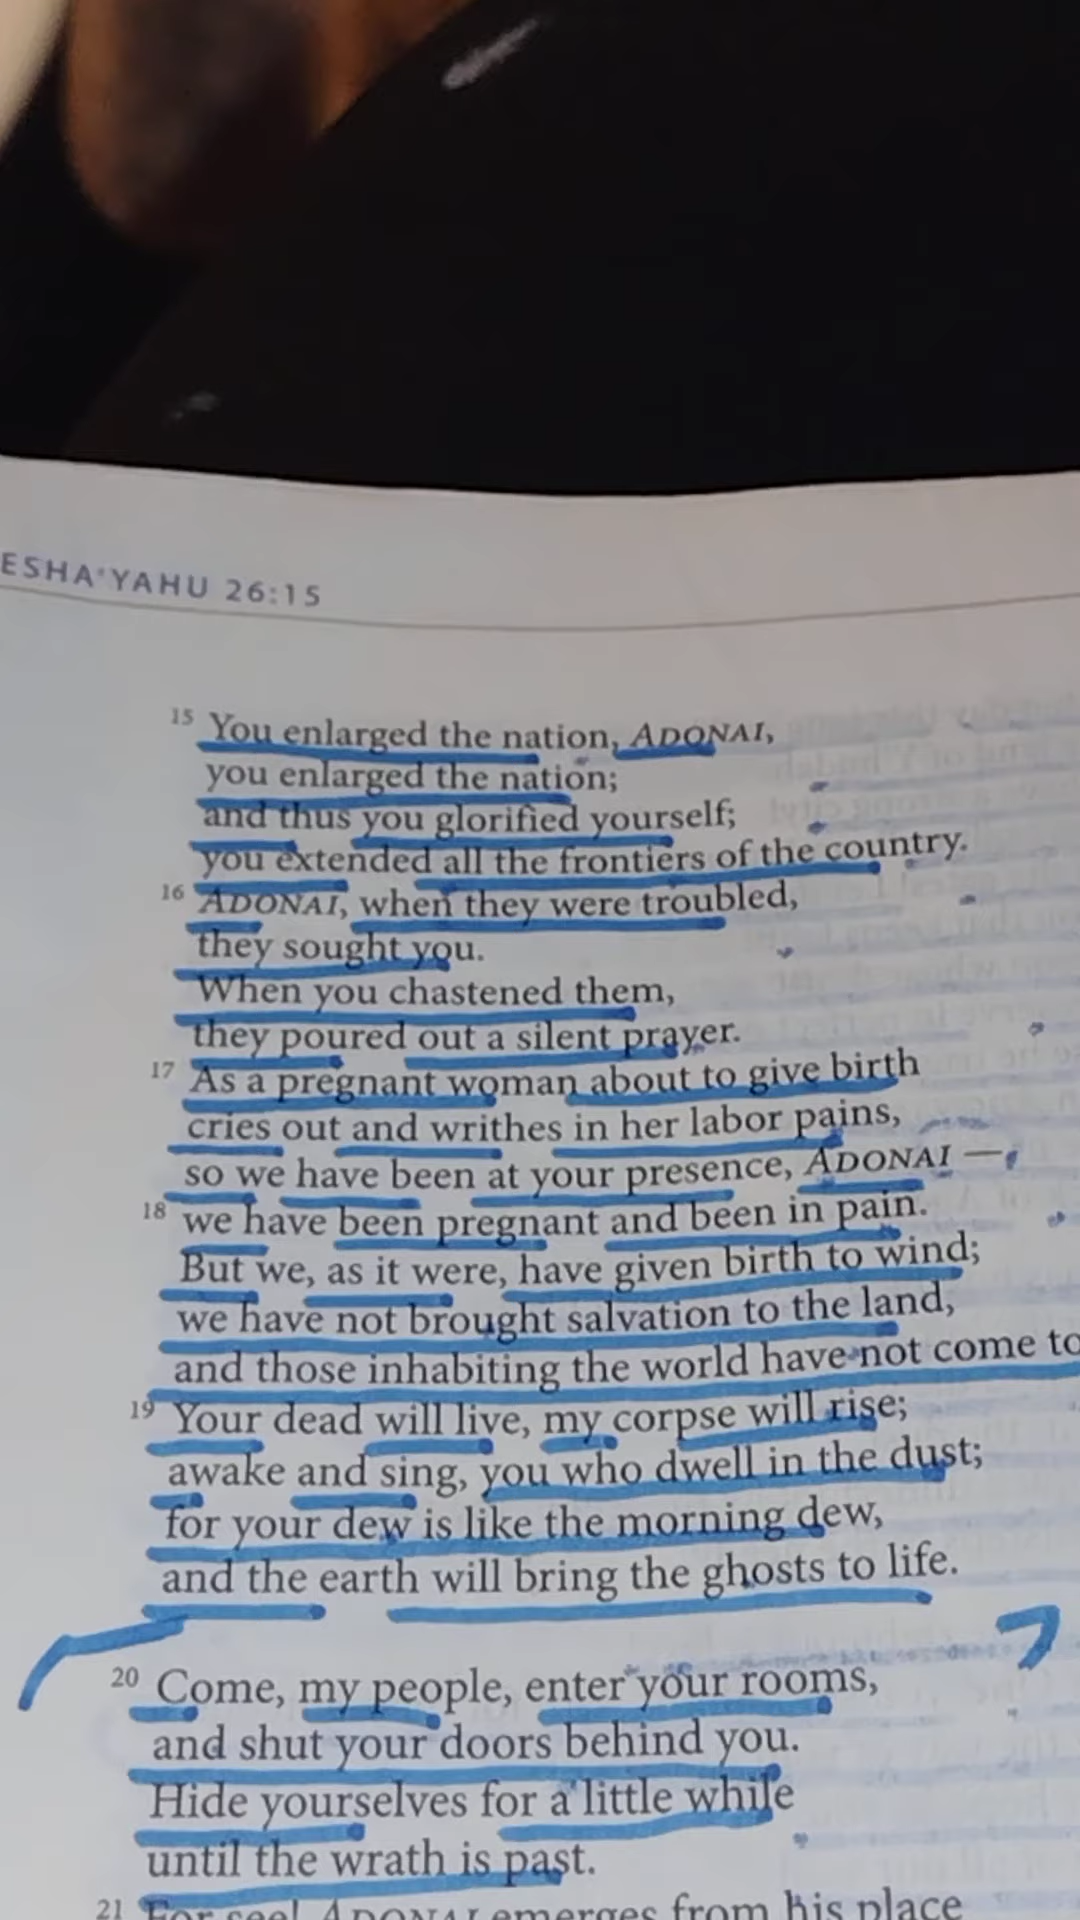 ESHA'YAHU 26:15
15 You enlarged the nation, ADONAI,
you enlarged the nation;
and thus you glorified yourself;
you extended all the frontiers of the country.
16 ADONAI, when they were troubled,
they sought you.
When you chastened them,
they poured out a silent prayer.
17 As a pregnant woman about to give birth
cries out and writhes in her labor pains,
so we have been at your presence, ADONAI —
18 we have been pregnant and been in pain.
But we, as it were, have given birth to wind;
we have not brought salvation to the land,
and those inhabiting the world have not come to
19 Your dead will live, my corpse will rise;
awake and sing, you who dwell in the dust;
for your dew is like the morning dew,
and the earth will bring the ghosts to life.
20 Come, my people, enter your rooms,
and shut your doors behind you.
Hide yourselves for a little while
until the wrath is past.
21 For see! ADONAI emerges from his place